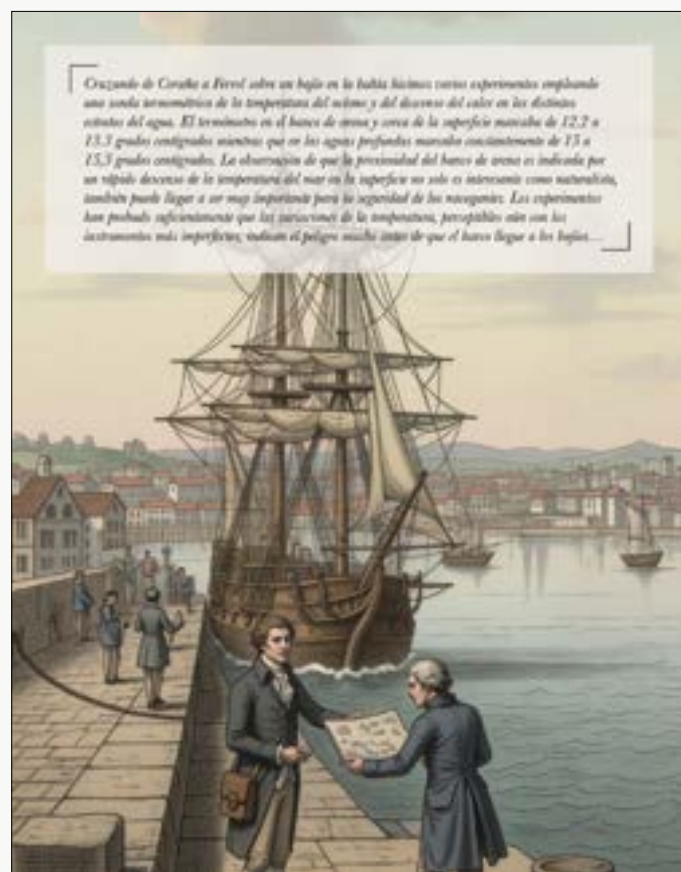 Cruzando de Coruña a Ferrol sobre un bajío en la bahía hicimos varios experimentos empleando
una sonda termométrica de la temperatura del océano y del descenso del calor en los distintos
estratos del agua. El termómetro en el banco de arena y cerca de la superficie marcaba de 12,2 a
13,3 grados centígrados mientras que en las aguas profundas marcaba constantemente de 15 a
15,3 grados centígrados. La observación de que la proximidad del banco de arena es indicada por
un rápido descenso de la temperatura del mar en la superficie no solo es interesante como naturalista,
también puede llegar a ser muy importante para la seguridad de los navegantes. Los experimentos
han probado suficientemente que las variaciones de la temperatura, perceptibles aún con los
instrumentos más imperfectos, indican el peligro mucho antes de que el barco llegue a los bajíos…